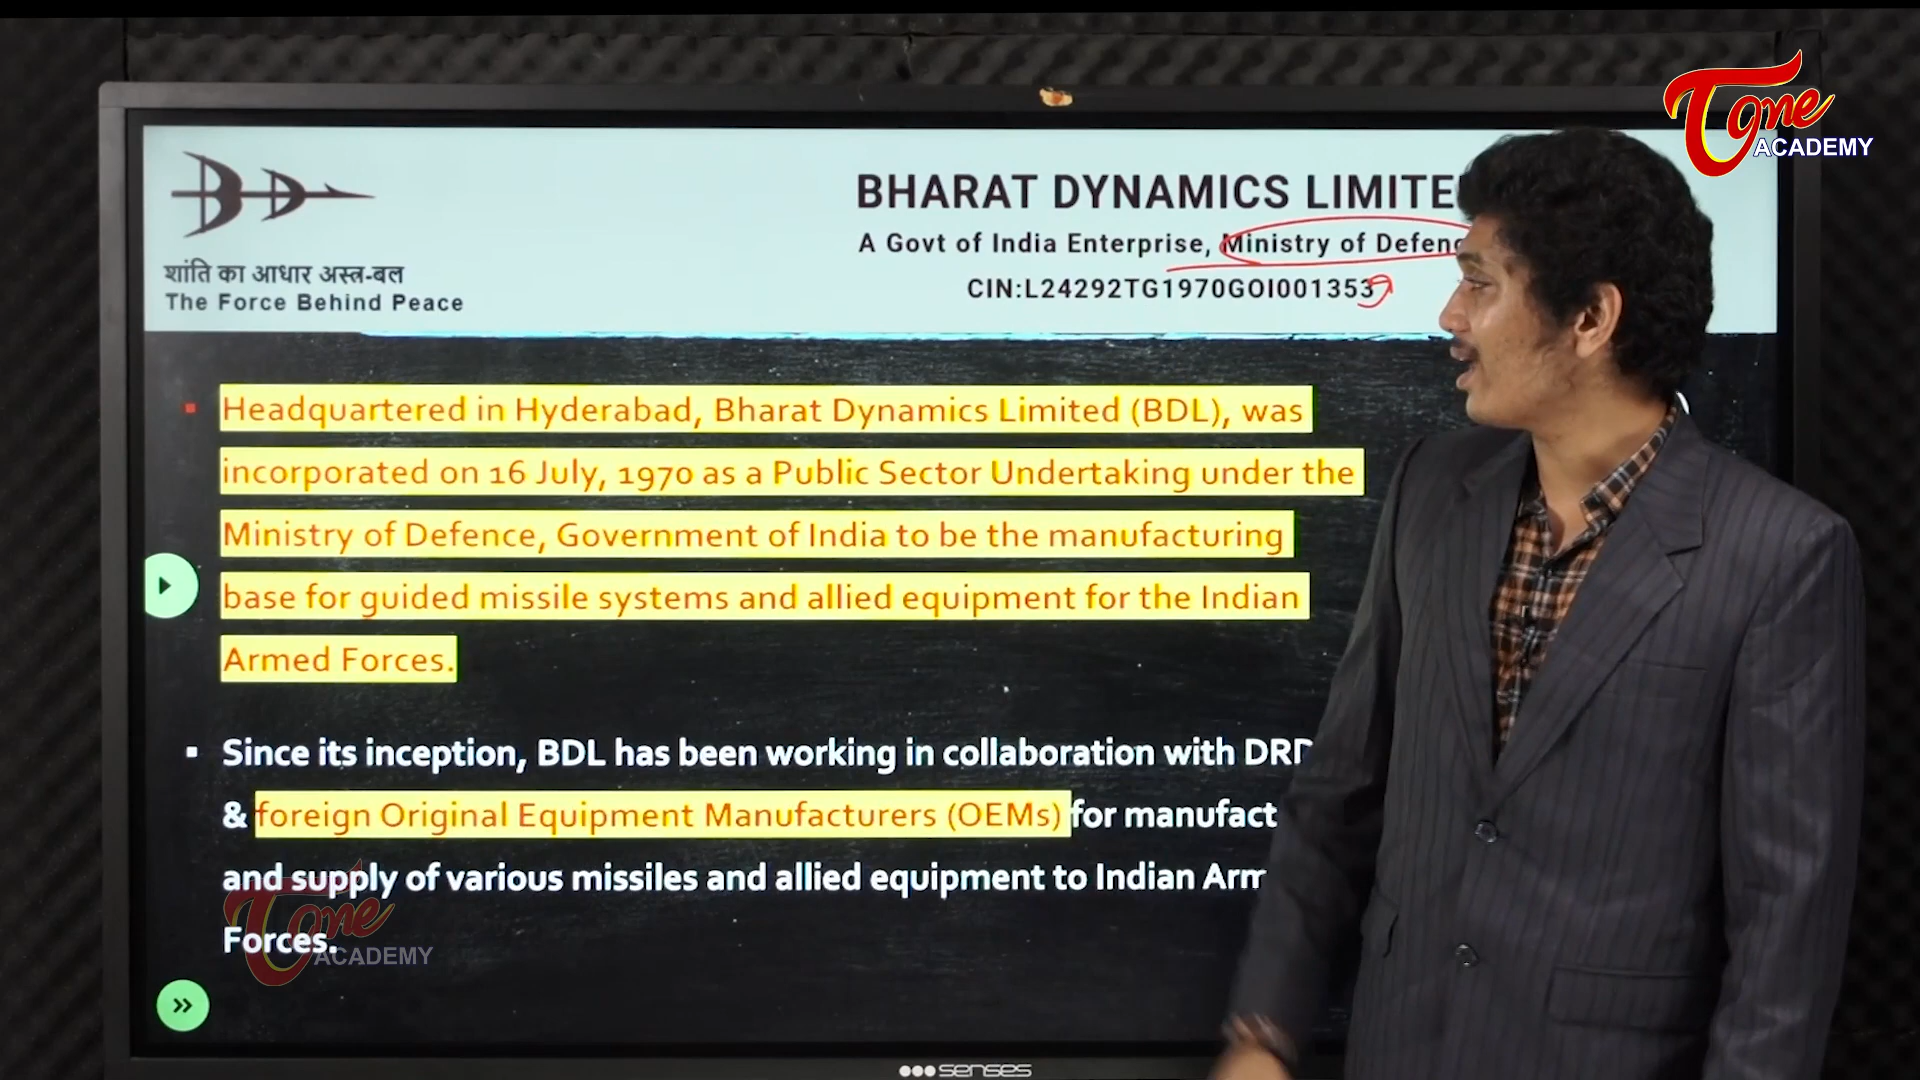 Tone
ACADEMY
BDL
शांति का आधार अस्त्र-बल
The Force Behind Peace
BHARAT DYNAMICS LIMITE
A Govt of India Enterprise, Ministry of Defenc
CIN:L24292TG1970GOI001353
Headquartered in Hyderabad, Bharat Dynamics Limited (BDL), was
incorporated on 16 July, 1970 as a Public Sector Undertaking under the
Ministry of Defence, Government of India to be the manufacturing
base for guided missile systems and allied equipment for the Indian
Armed Forces.
Since its inception, BDL has been working in collaboration with DRD
& foreign Original Equipment Manufacturers (OEMs) for manufact
and supply of various missiles and allied equipment to Indian Arm
Forces.
Tone
ACADEMY
senses